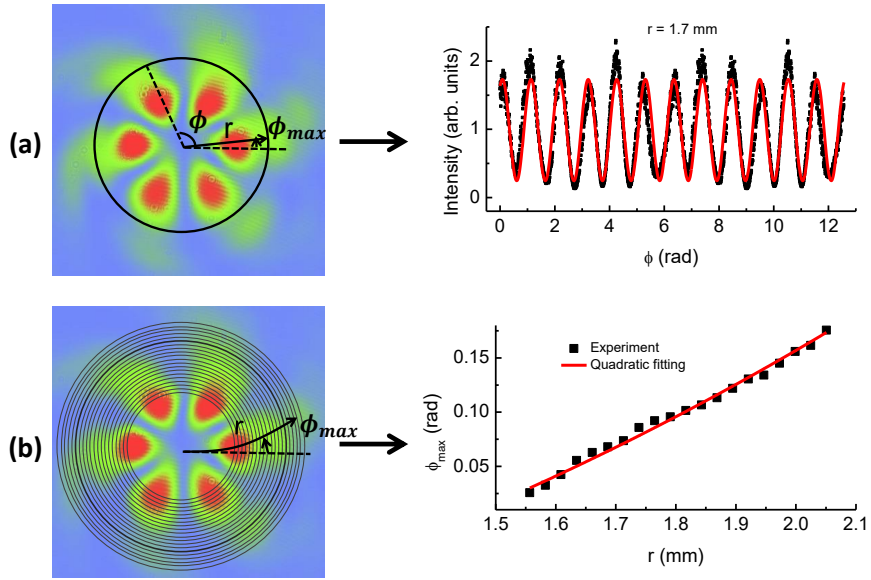 (a)
ϕ
r
ϕmax
r = 1.7 mm
Intensity (arb. units)
2
1
0
0 2 4 6 8 10 12
ϕ (rad)
(b)
r
ϕmax
Experiment
Quadratic fitting
ϕmax (rad)
0.15
0.10
0.05
1.5 1.6 1.7 1.8 1.9 2.0 2.1
r (mm)